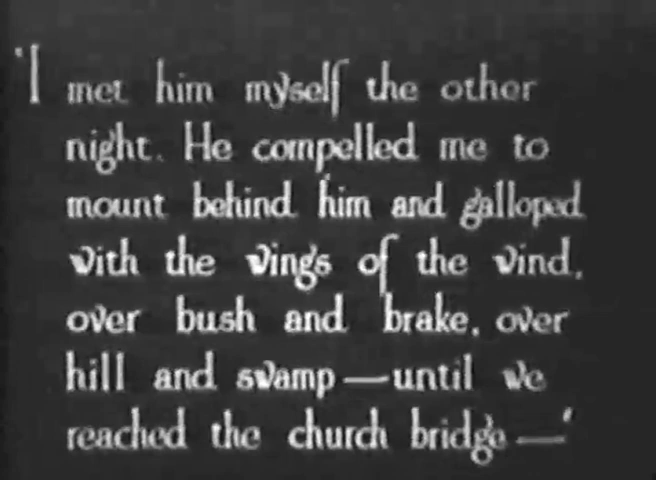 'I met him myself the other
night. He compelled me to
mount behind him and galloped
with the wings of the wind,
over bush and brake, over
hill and swamp—until we
reached the church bridge—'